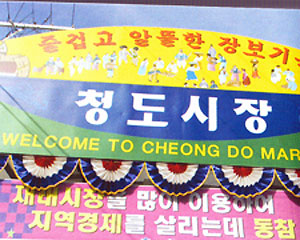 즐겁고 알뜰한 장보기
청도시장
WELCOME TO CHEONG DO MAR
재래시장을 많이 이용하여
지역경제를 살리는데 동참